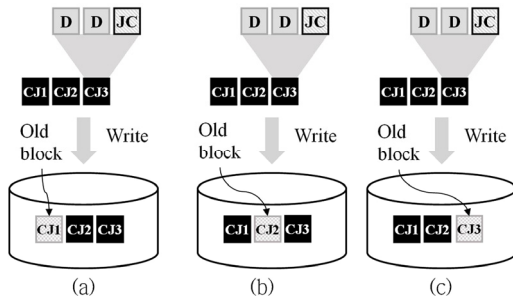 D D JC
D D JC
D D JC
CJ1 CJ2 CJ3
CJ1 CJ2 CJ3
CJ1 CJ2 CJ3
Old
block
Write
Old
block
Write
Old
block
Write
CJ1 CJ2 CJ3
CJ1 CJ2 CJ3
CJ1 CJ2 CJ3
(a)
(b)
(c)